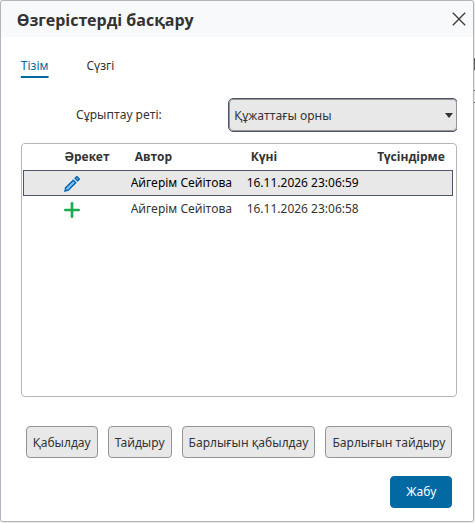 Өзгерістерді басқару
Тізім Сүзгі
Сұрыптау реті: Құжаттағы орны
Әрекет Автор Күні Түсіндірме
Айгерім Сейітова 16.11.2026 23:06:59
Айгерім Сейітова 16.11.2026 23:06:58
Қабылдау Тайдыру Барлығын қабылдау Барлығын тайдыру
Жабу